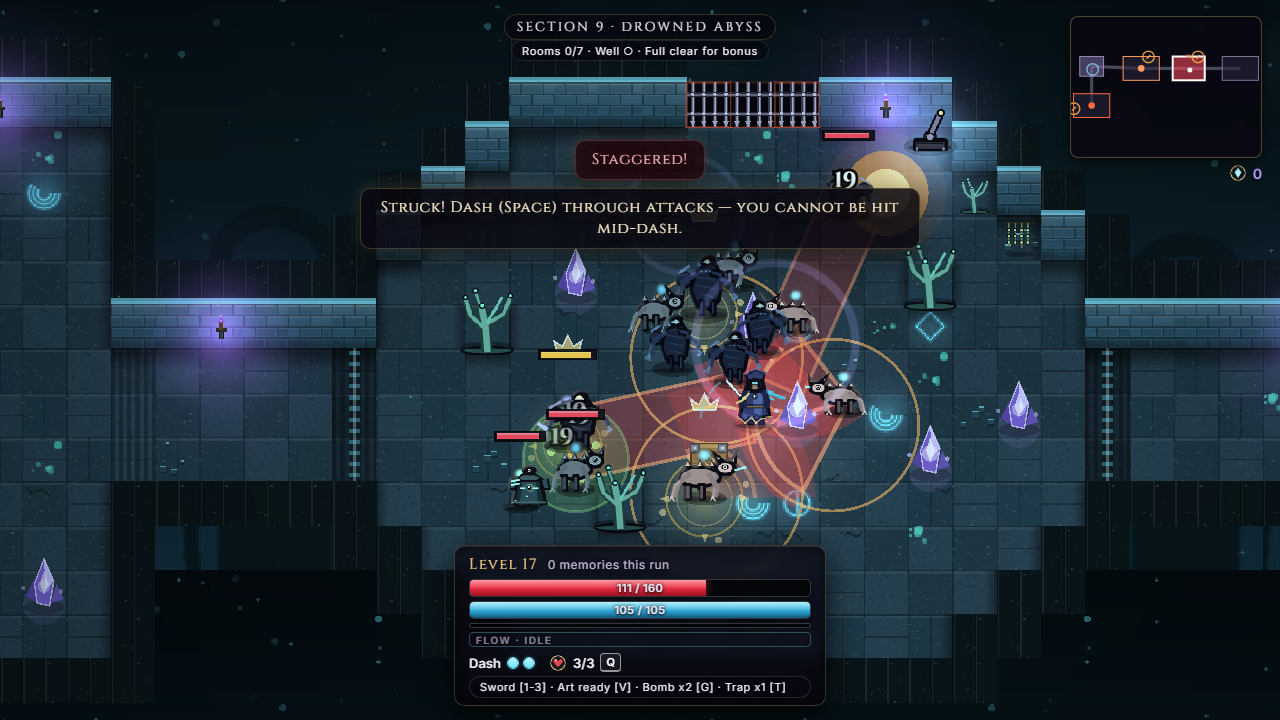 SECTION 9 · DROWNED ABYSS
Rooms 0/7 · Well O · Full clear for bonus
0
STAGGERED!
19
STRUCK! DASH (SPACE) THROUGH ATTACKS — YOU CANNOT BE HIT
MID-DASH.
19
LEVEL 17 0 memories this run
111 / 160
105 / 105
FLOW · IDLE
Dash 3/3 Q
Sword [1-3] · Art ready [V] · Bomb x2 [G] · Trap x1 [T]